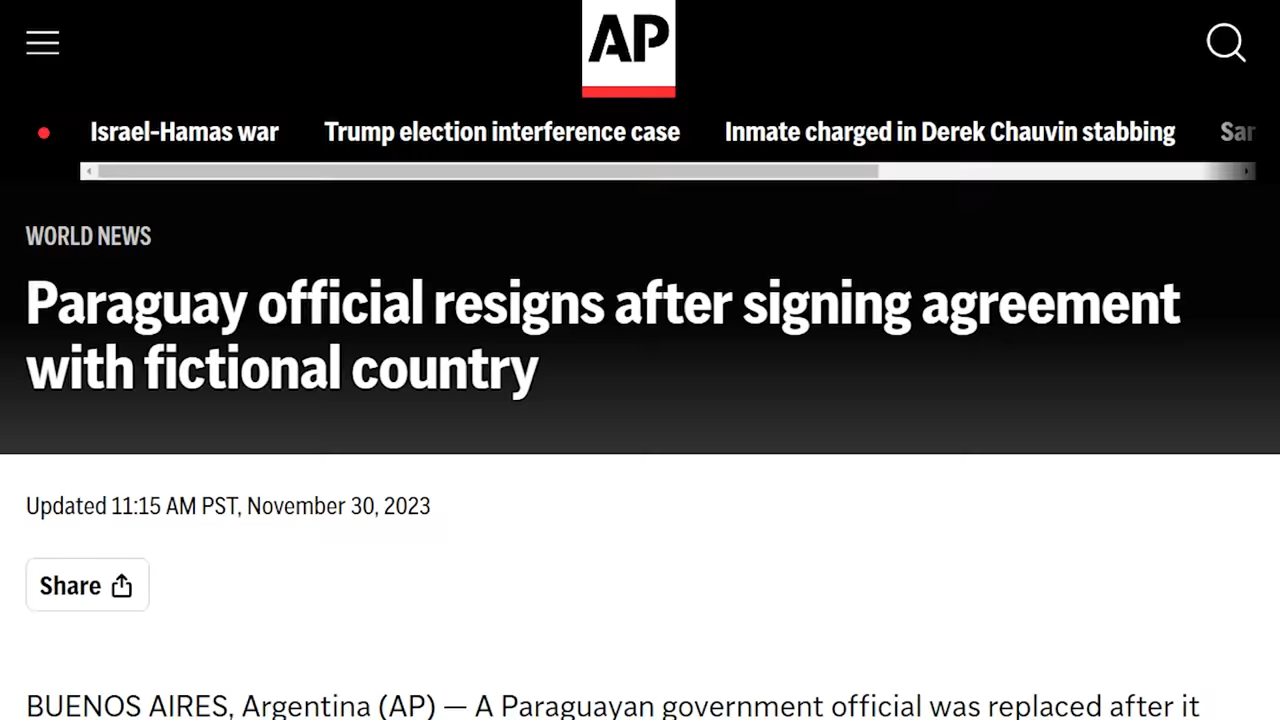 AP
Israel-Hamas war Trump election interference case Inmate charged in Derek Chauvin stabbing
WORLD NEWS
Paraguay official resigns after signing agreement
with fictional country
Updated 11:15 AM PST, November 30, 2023
Share
BUENOS AIRES, Argentina (AP) — A Paraguayan government official was replaced after it